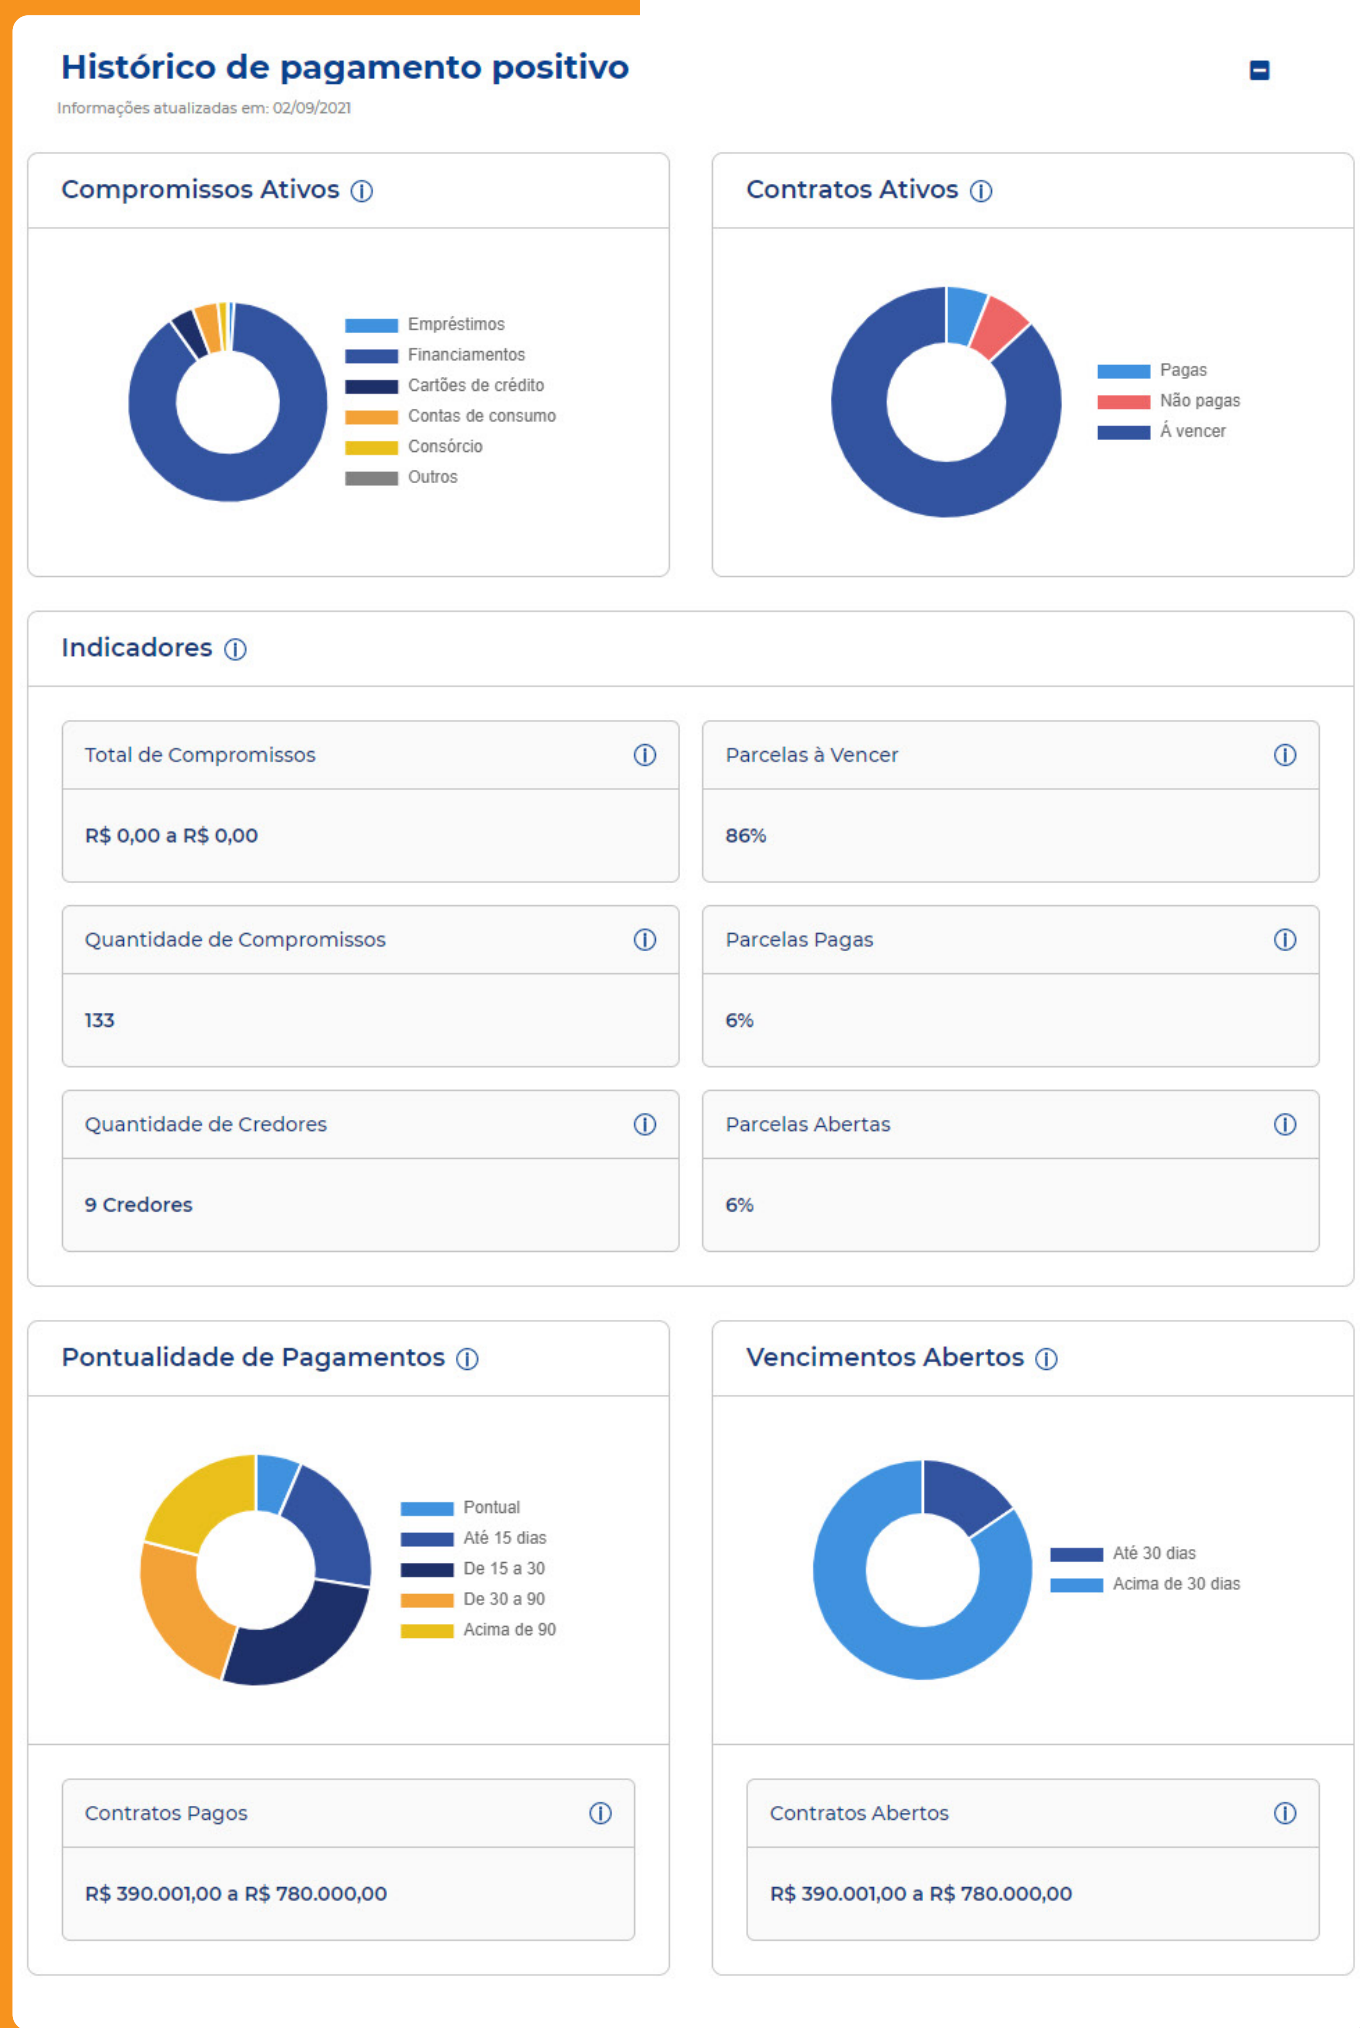 Histórico de pagamento positivo
Informações atualizadas em: 02/09/2021
Compromissos Ativos
Empréstimos
Financiamentos
Cartões de crédito
Contas de consumo
Consórcio
Outros
Contratos Ativos
Pagas
Não pagas
Á vencer
Indicadores
Total de Compromissos
R$ 0,00 a R$ 0,00
Parcelas à Vencer
86%
Quantidade de Compromissos
133
Parcelas Pagas
6%
Quantidade de Credores
9 Credores
Parcelas Abertas
6%
Pontualidade de Pagamentos
Pontual
Até 15 dias
De 15 a 30
De 30 a 90
Acima de 90
Contratos Pagos
R$ 390.001,00 a R$ 780.000,00
Vencimentos Abertos
Até 30 dias
Acima de 30 dias
Contratos Abertos
R$ 390.001,00 a R$ 780.000,00